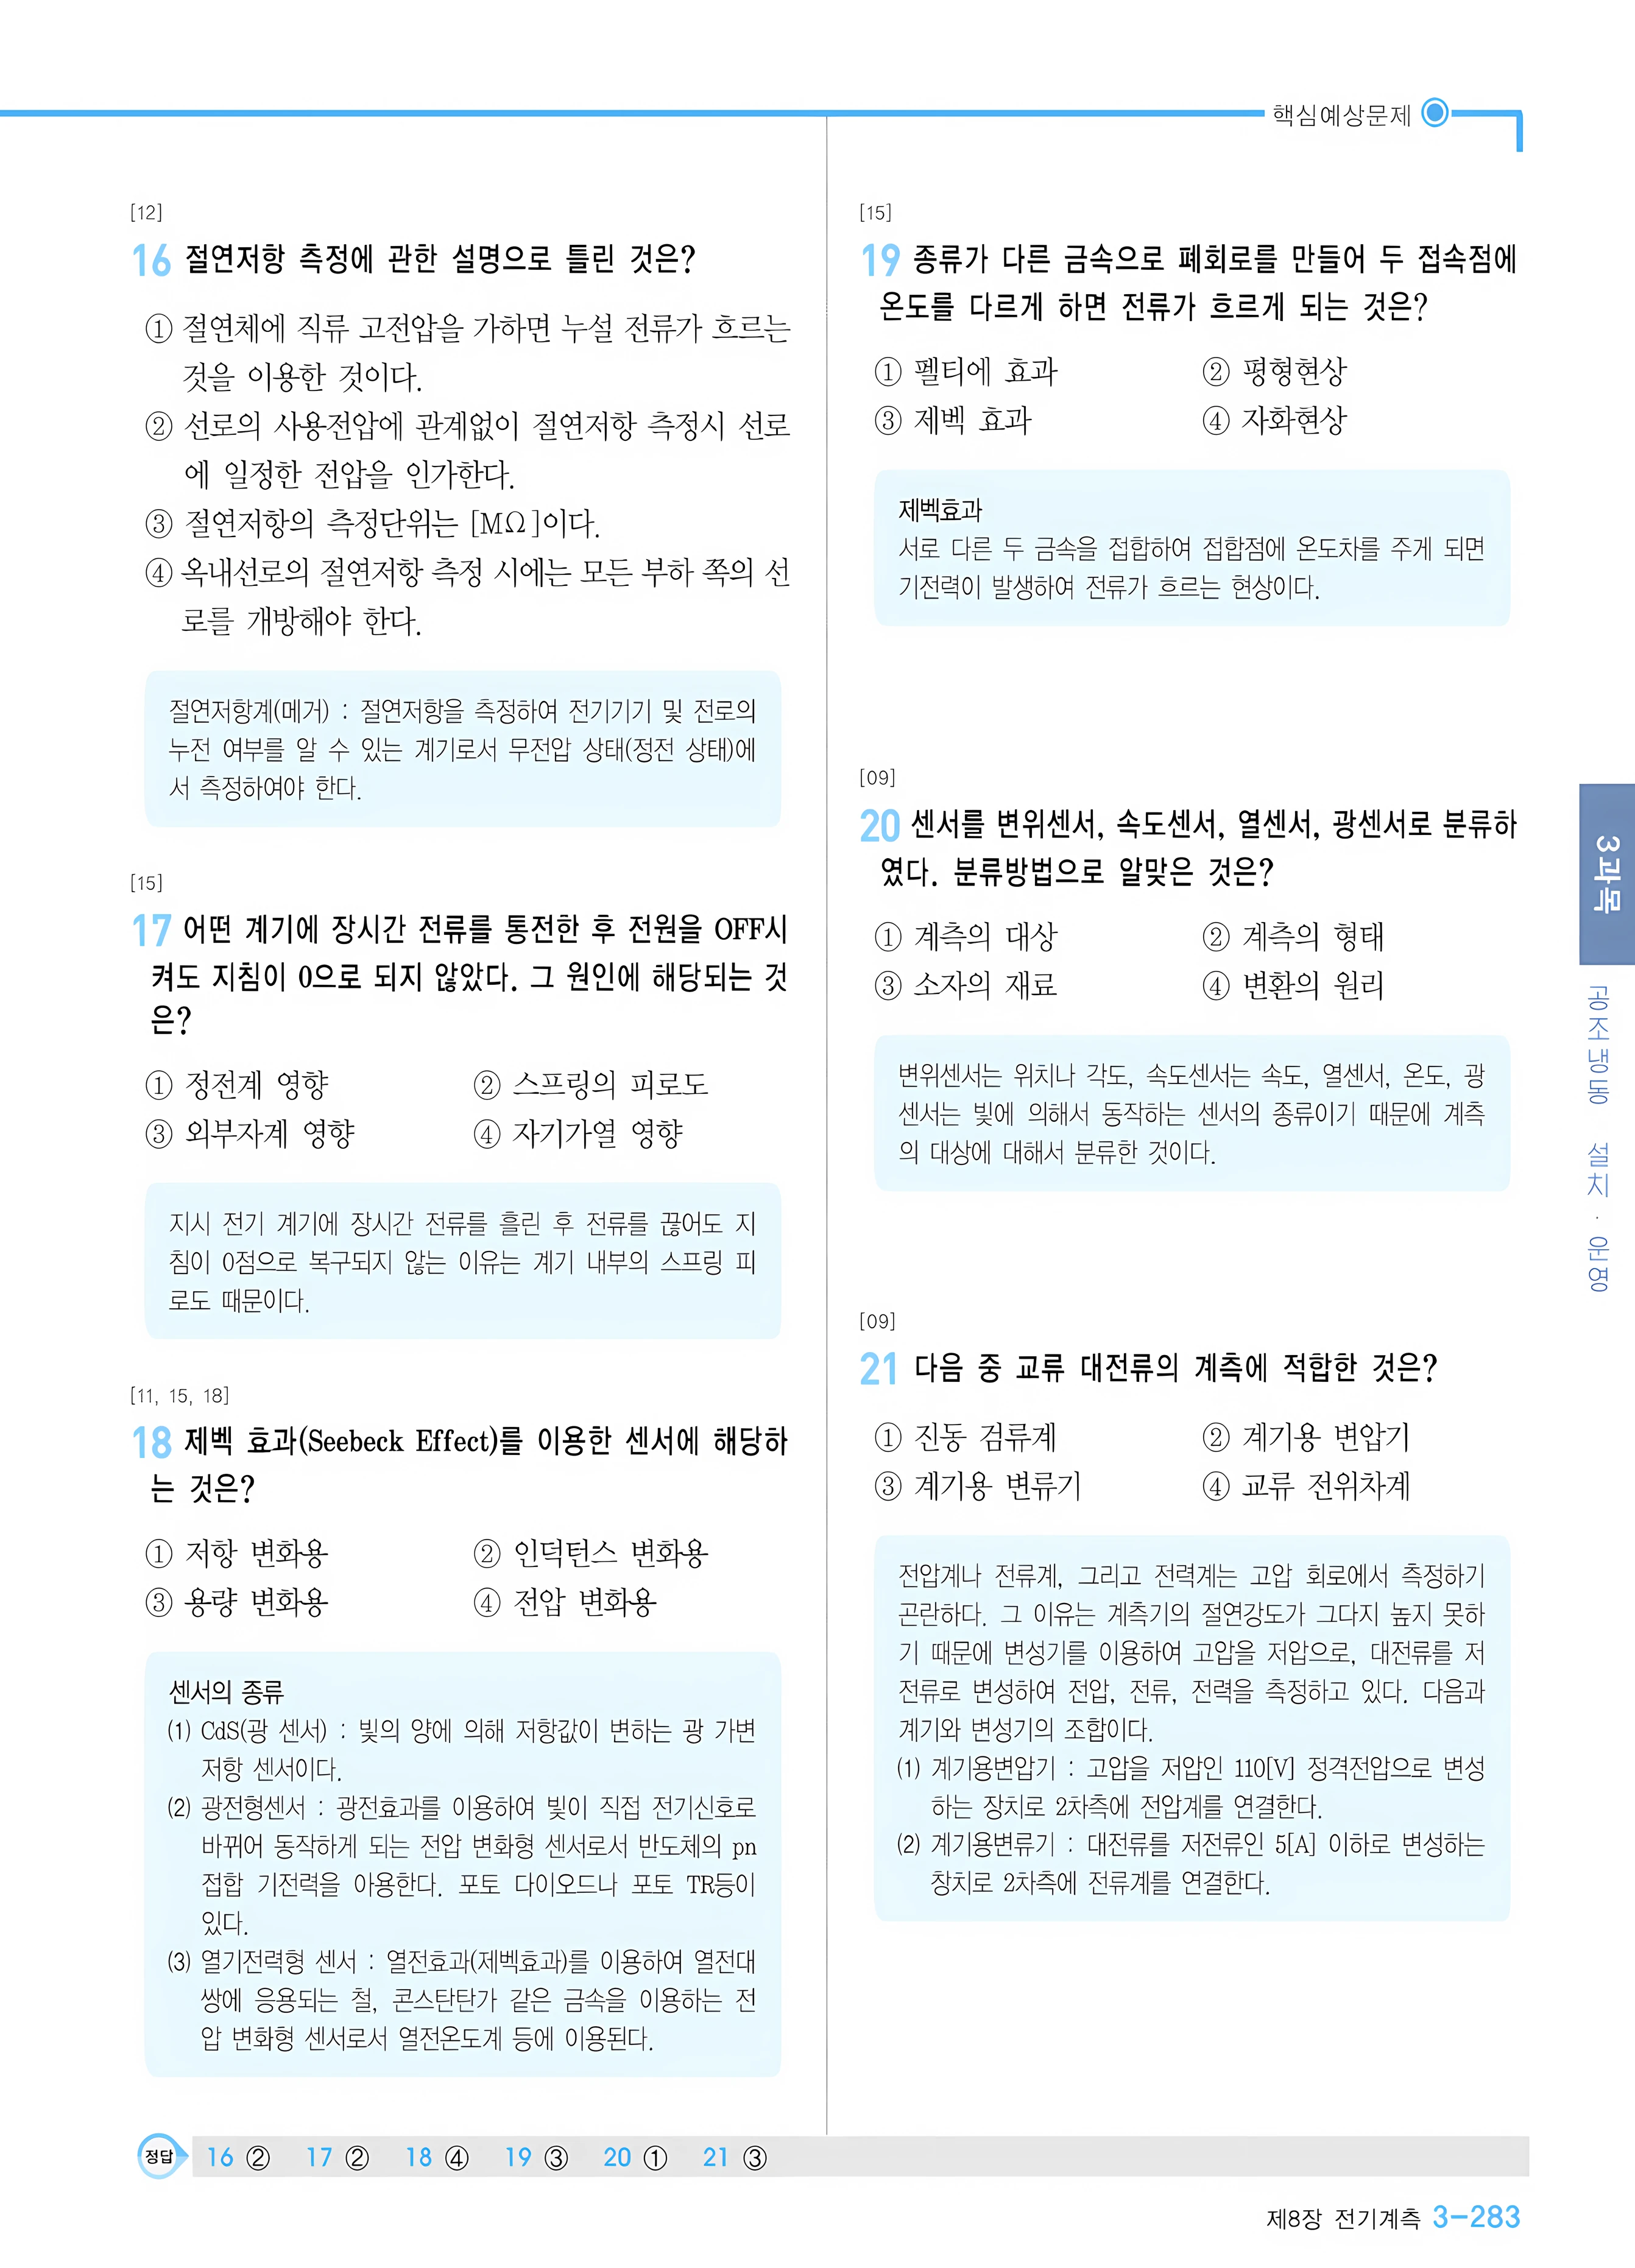 핵심예상문제
[12]
16 절연저항 측정에 관한 설명으로 틀린 것은?
① 절연체에 직류 고전압을 가하면 누설 전류가 흐르는
것을 이용한 것이다.
② 선로의 사용전압에 관계없이 절연저항 측정시 선로
에 일정한 전압을 인가한다.
③ 절연저항의 측정단위는 [MΩ]이다.
④ 옥내선로의 절연저항 측정 시에는 모든 부하 쪽의 선
로를 개방해야 한다.
절연저항계(메거) : 절연저항을 측정하여 전기기기 및 전로의
누전 여부를 알 수 있는 계기로서 무전압 상태(정전 상태)에
서 측정하여야 한다.
[15]
17 어떤 계기에 장시간 전류를 통전한 후 전원을 OFF시
켜도 지침이 0으로 되지 않았다. 그 원인에 해당되는 것
은?
① 정전계 영향 ② 스프링의 피로도
③ 외부자계 영향 ④ 자기가열 영향
지시 전기 계기에 장시간 전류를 흘린 후 전류를 끊어도 지
침이 0점으로 복구되지 않는 이유는 계기 내부의 스프링 피
로도 때문이다.
[11, 15, 18]
18 제벡 효과(Seebeck Effect)를 이용한 센서에 해당하
는 것은?
① 저항 변화용 ② 인덕턴스 변화용
③ 용량 변화용 ④ 전압 변화용
센서의 종류
(1) CdS(광 센서) : 빛의 양에 의해 저항값이 변하는 광 가변
저항 센서이다.
(2) 광전형센서 : 광전효과를 이용하여 빛이 직접 전기신호로
바뀌어 동작하게 되는 전압 변화형 센서로서 반도체의 pn
접합 기전력을 아용한다. 포토 다이오드나 포토 TR등이
있다.
(3) 열기전력형 센서 : 열전효과(제벡효과)를 이용하여 열전대
쌍에 응용되는 철, 콘스탄탄가 같은 금속을 이용하는 전
압 변화형 센서로서 열전온도계 등에 이용된다.
[15]
19 종류가 다른 금속으로 폐회로를 만들어 두 접속점에
온도를 다르게 하면 전류가 흐르게 되는 것은?
① 펠티에 효과 ② 평형현상
③ 제벡 효과 ④ 자화현상
제벡효과
서로 다른 두 금속을 접합하여 접합점에 온도차를 주게 되면
기전력이 발생하여 전류가 흐르는 현상이다.
[09]
20 센서를 변위센서, 속도센서, 열센서, 광센서로 분류하
였다. 분류방법으로 알맞은 것은?
① 계측의 대상 ② 계측의 형태
③ 소자의 재료 ④ 변환의 원리
변위센서는 위치나 각도, 속도센서는 속도, 열센서, 온도, 광
센서는 빛에 의해서 동작하는 센서의 종류이기 때문에 계측
의 대상에 대해서 분류한 것이다.
[09]
21 다음 중 교류 대전류의 계측에 적합한 것은?
① 진동 검류계 ② 계기용 변압기
③ 계기용 변류기 ④ 교류 전위차계
전압계나 전류계, 그리고 전력계는 고압 회로에서 측정하기
곤란하다. 그 이유는 계측기의 절연강도가 그다지 높지 못하
기 때문에 변성기를 이용하여 고압을 저압으로, 대전류를 저
전류로 변성하여 전압, 전류, 전력을 측정하고 있다. 다음과
계기와 변성기의 조합이다.
(1) 계기용변압기 : 고압을 저압인 110[V] 정격전압으로 변성
하는 장치로 2차측에 전압계를 연결한다.
(2) 계기용변류기 : 대전류를 저전류인 5[A] 이하로 변성하는
창치로 2차측에 전류계를 연결한다.
3과목
공조냉동 설치·운영
정답 16 ② 17 ② 18 ④ 19 ③ 20 ① 21 ③
제8장 전기계측 3-283